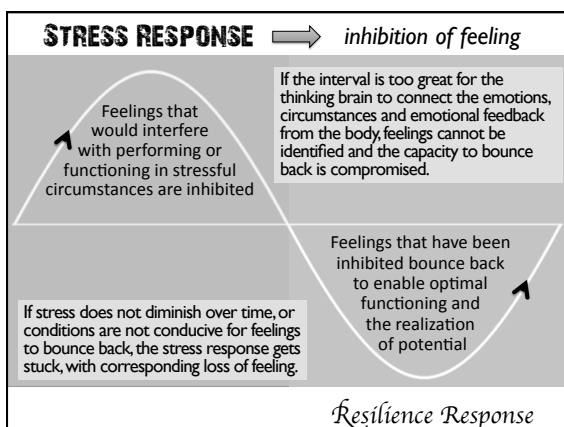 STRESS RESPONSE inhibition of feeling
If the interval is too great for the
thinking brain to connect the emotions,
circumstances and emotional feedback
from the body, feelings cannot be
identified and the capacity to bounce
back is compromised.
Feelings that
would interfere
with performing or
functioning in stressful
circumstances are inhibited
Feelings that have been
inhibited bounce back
to enable optimal
functioning and
the realization
of potential
If stress does not diminish over time, or
conditions are not conducive for feelings
to bounce back, the stress response gets
stuck, with corresponding loss of feeling.
Resilience Response